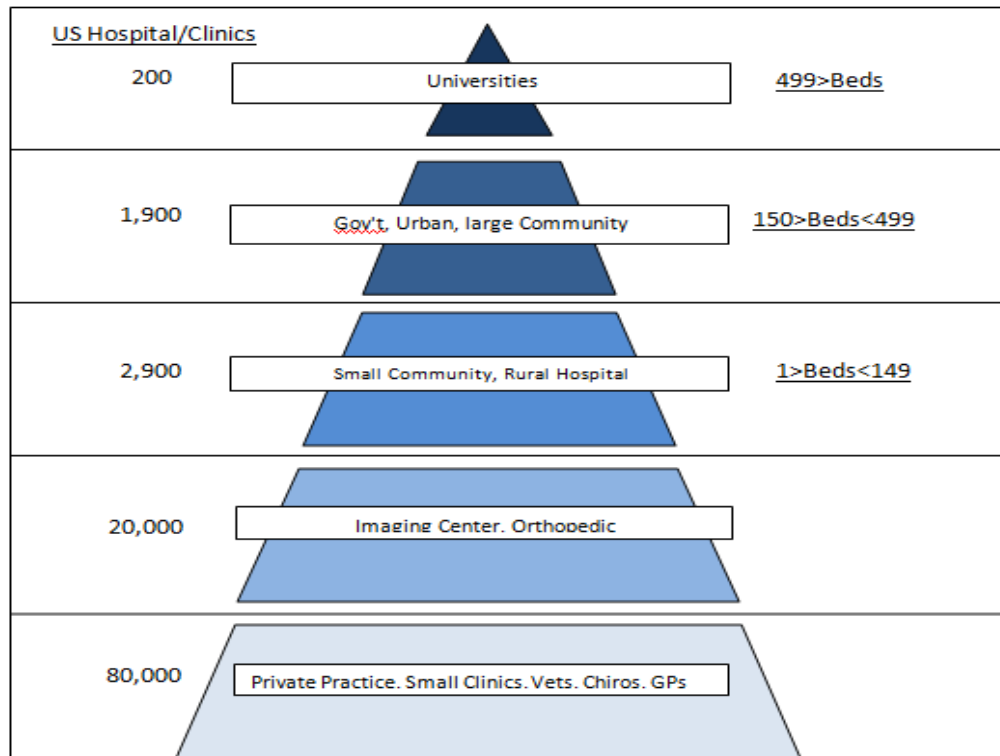 US Hospital/Clinics
200
Universities
499>Beds
1,900
Gov't, Urban, large Community
150>Beds<499
2,900
Small Community, Rural Hospital
1>Beds<149
20,000
Imaging Center. Orthopedic
80,000
Private Practice. Small Clinics. Vets. Chiros. GPs